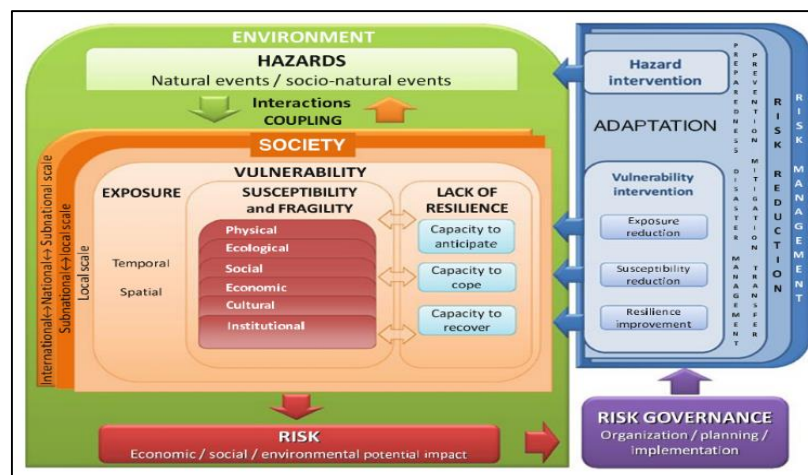 ENVIRONMENT
HAZARDS
Natural events / socio-natural events
Interactions
COUPLING
SOCIETY
International↔National↔Subnational scale
Subnational↔local scale
Local scale
VULNERABILITY
EXPOSURE
Temporal
Spatial
SUSCEPTIBILITY
and FRAGILITY
Physical
Ecological
Social
Economic
Cultural
Institutional
LACK OF
RESILIENCE
Capacity to
anticipate
Capacity to
cope
Capacity to
recover
RISK
Economic / social / environmental potential impact
Hazard
intervention
ADAPTATION
Vulnerability
intervention
Exposure
reduction
Susceptibility
reduction
Resilience
improvement
PREPAREDNESS DISASTER MANAGEMENT
PREVENTION MITIGATION TRANSFER
RISK REDUCTION
RISK MANAGEMENT
RISK GOVERNANCE
Organization / planning /
implementation